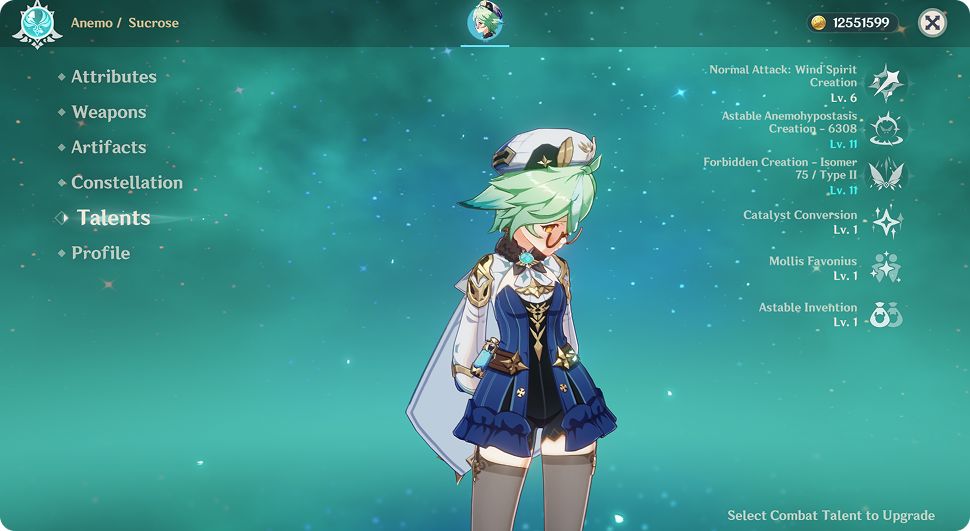 Anemo / Sucrose
12551599
Attributes
Weapons
Artifacts
Constellation
Talents
Profile
Normal Attack: Wind Spirit
Creation
Lv. 6
Astable Anemohypostasis
Creation - 6308
Lv. 11
Forbidden Creation - Isomer
75 / Type II
Lv. 11
Catalyst Conversion
Lv. 1
Mollis Favonius
Lv. 1
Astable Invention
Lv. 1
Select Combat Talent to Upgrade